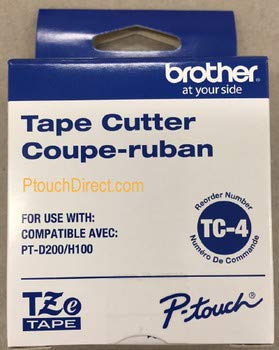 brother
at your side
Tape Cutter
Coupe-ruban
PtouchDirect.com
FOR USE WITH:
COMPATIBLE AVEC:
PT-D200/H100
Reorder Number
TC-4
Numéro De Commande
TZe
TAPE
P-touch®